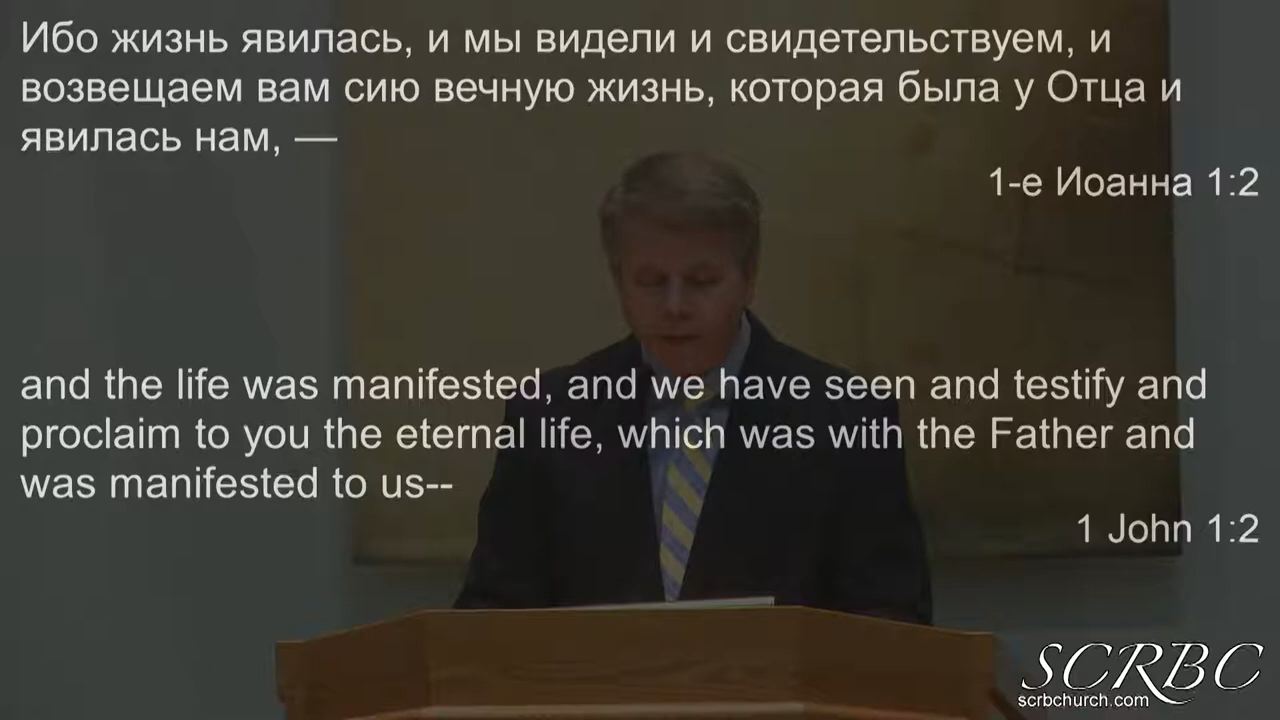 Ибо жизнь явилась, и мы видели и свидетельствуем, и
возвещаем вам сию вечную жизнь, которая была у Отца и
явилась нам, —
1-е Иоанна 1:2
and the life was manifested, and we have seen and testify and
proclaim to you the eternal life, which was with the Father and
was manifested to us--
1 John 1:2
SCRBC
scrbchurch.com